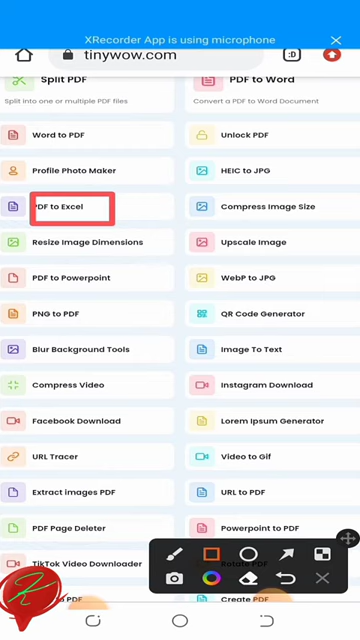 XRecorder App is using microphone
tinywow.com
:D
Split PDF
PDF to Word
Split into one or multiple PDF files
Convert a PDF to Word Document
Word to PDF
Unlock PDF
Profile Photo Maker
HEIC to JPG
PDF to Excel
Compress Image Size
Resize Image Dimensions
Upscale Image
PDF to Powerpoint
WebP to JPG
PNG to PDF
QR Code Generator
Blur Background Tools
Image To Text
Compress Video
Instagram Download
Facebook Download
Lorem Ipsum Generator
URL Tracer
Video to Gif
Extract images PDF
URL to PDF
PDF Page Deleter
Powerpoint to PDF
TikTok Video Downloader
Rotate PDF
Create PDF